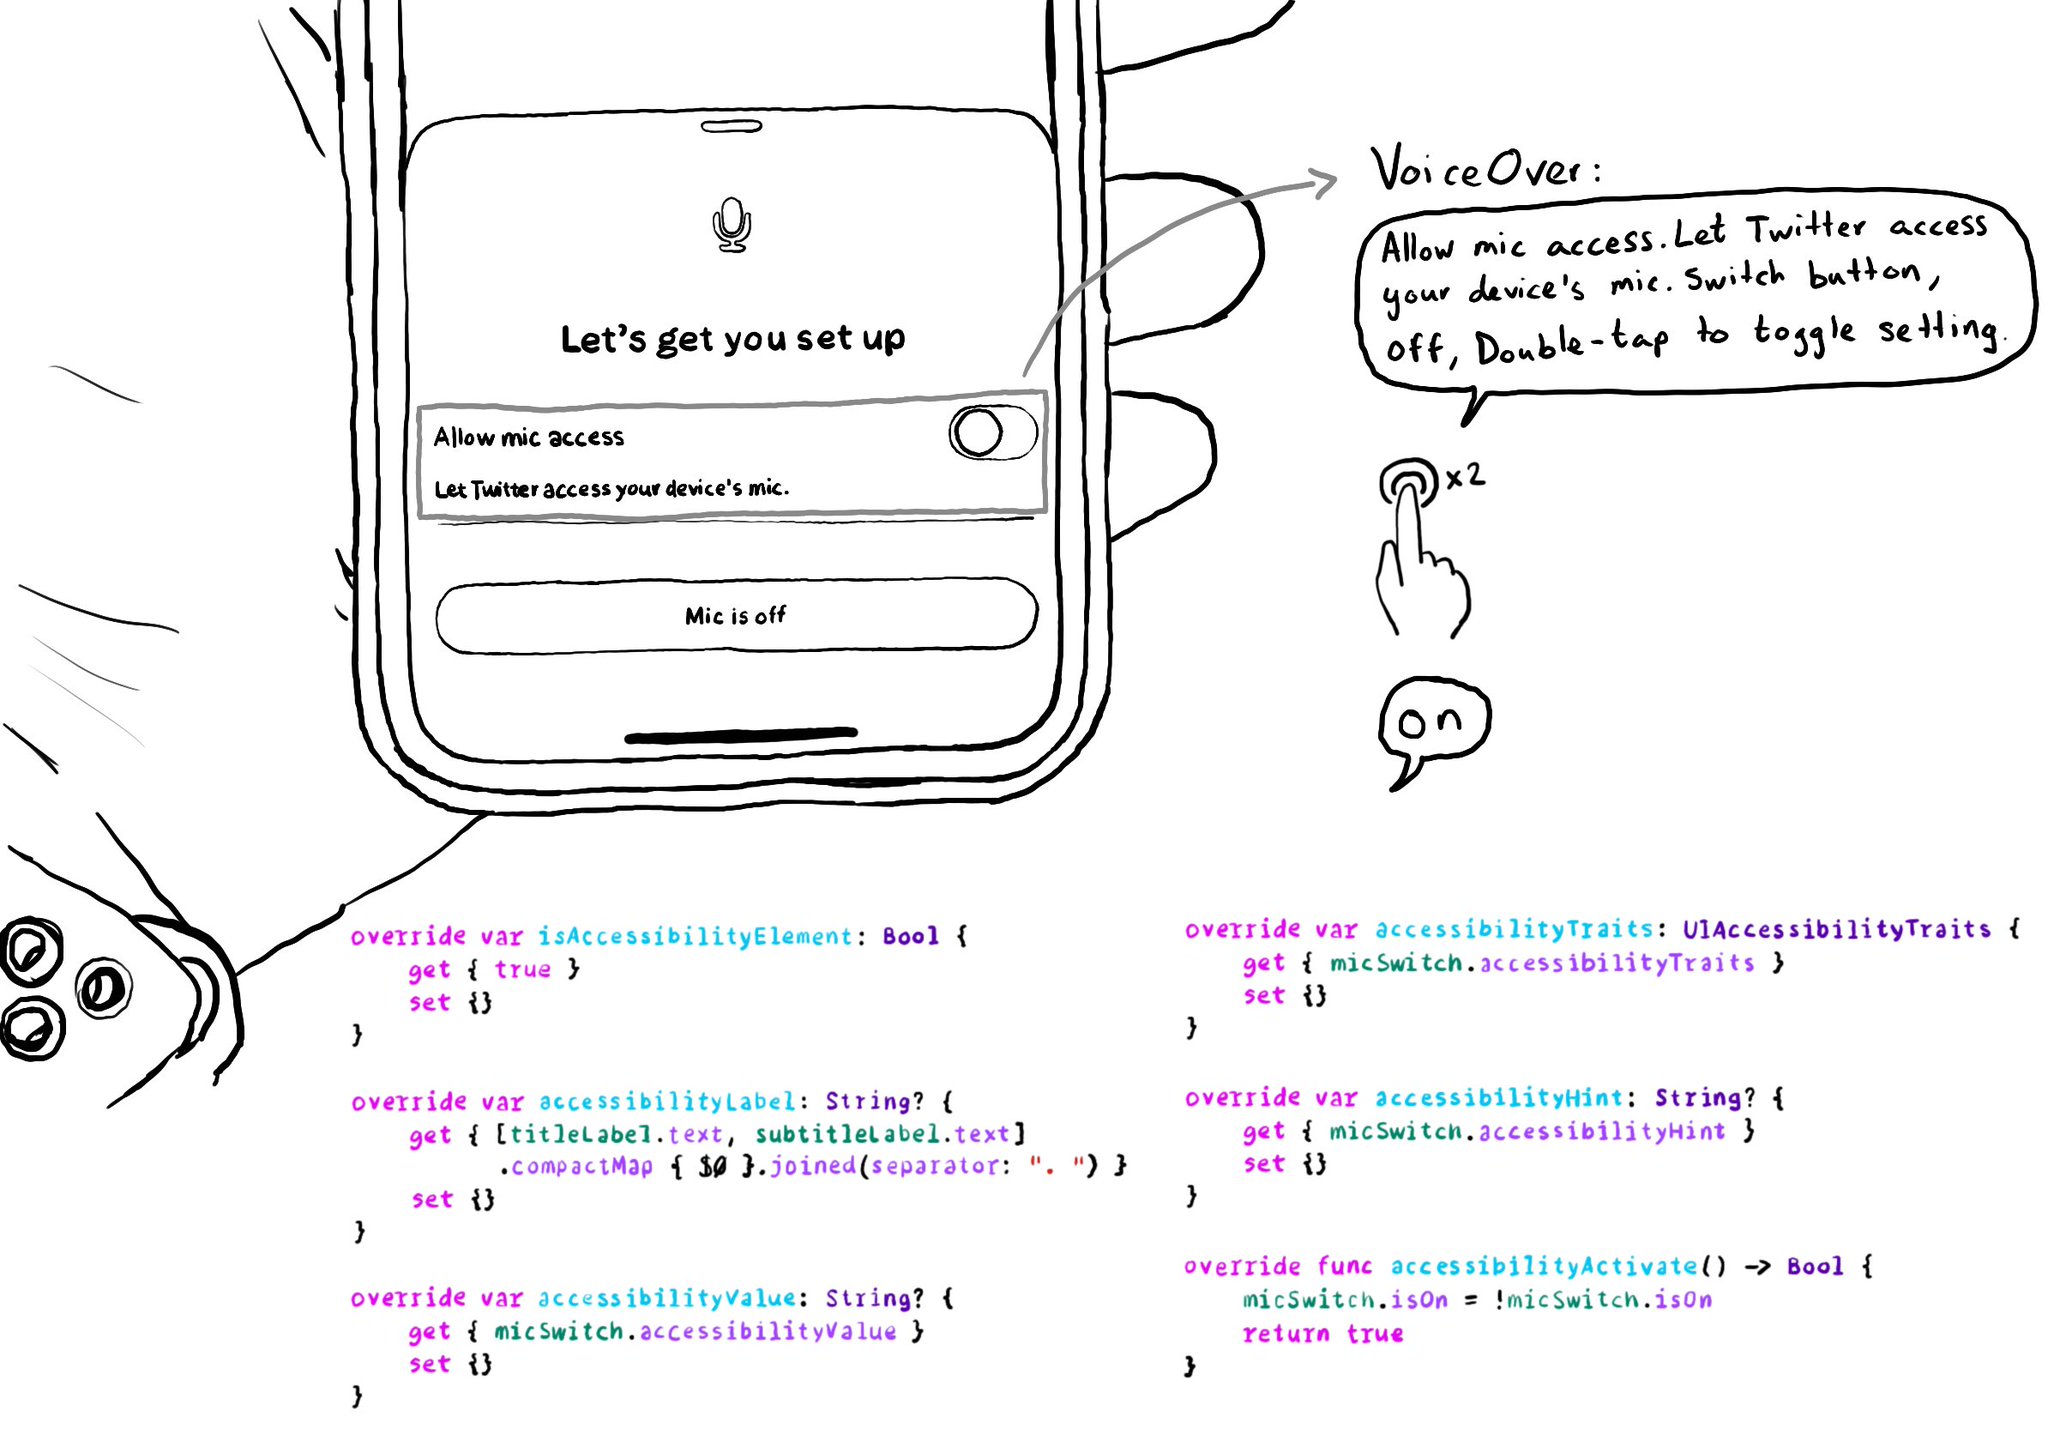 Let's get you set up
Allow mic access
Let Twitter access your device's mic.
Mic is off
VoiceOver:
Allow mic access. Let Twitter access
your device's mic. Switch button,
off, Double-tap to toggle setting.
x2
on
override var isAccessibilityElement: Bool {
get { true }
set {}
}
override var accessibilityLabel: String? {
get { [titleLabel.text, subtitleLabel.text]
.compactMap { $0 }.joined(separator: ". ") }
set {}
}
override var accessibilityValue: String? {
get { micSwitch.accessibilityValue }
set {}
}
override var accessibilityTraits: UIAccessibilityTraits {
get { micSwitch.accessibilityTraits }
set {}
}
override var accessibilityHint: String? {
get { micSwitch.accessibilityHint }
set {}
}
override func accessibilityActivate() -> Bool {
micSwitch.isOn = !micSwitch.isOn
return true
}